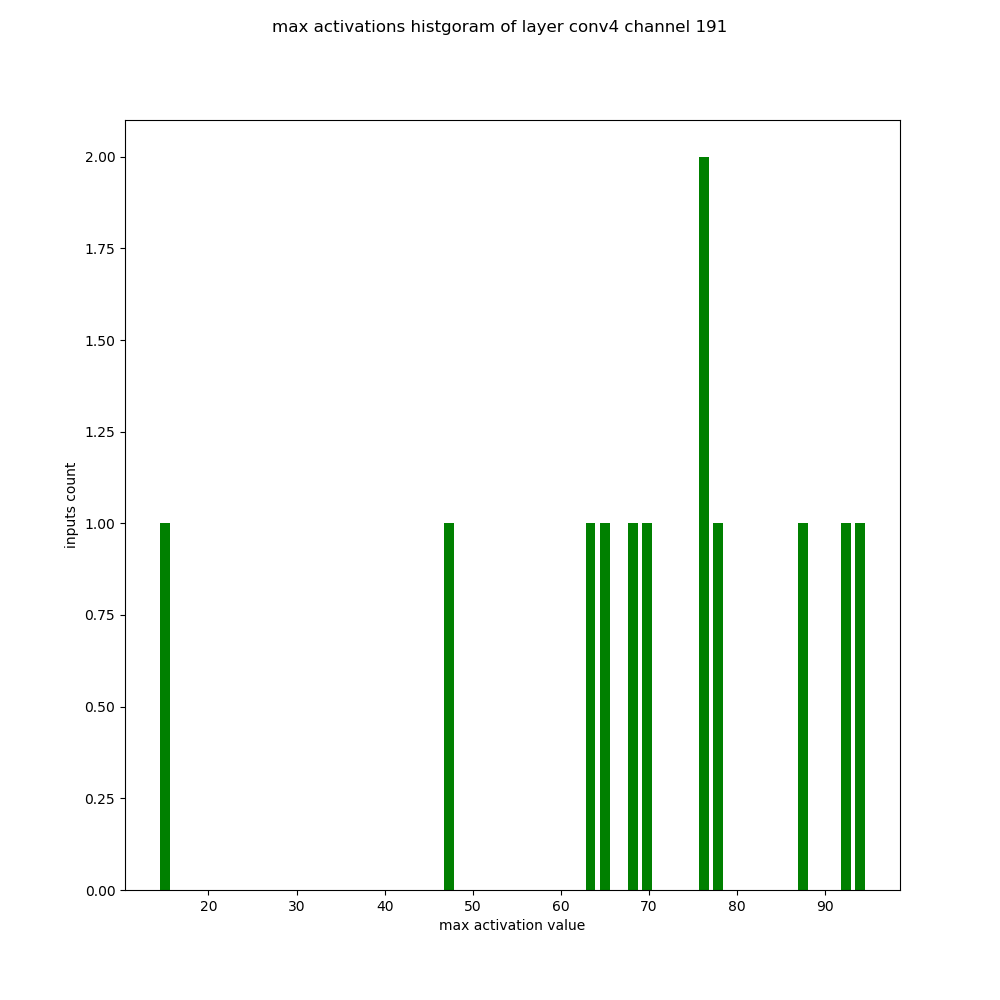 max activations histgoram of layer conv4 channel 191
2.00
1.75
1.50
1.25
1.00
0.75
0.50
0.25
0.00
inputs count
20 30 40 50 60 70 80 90
max activation value